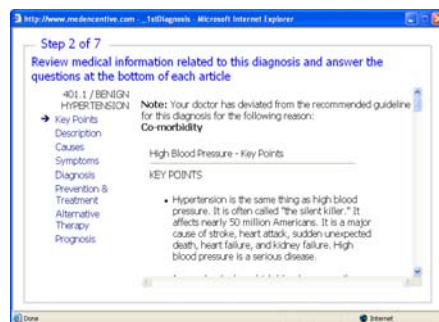 http://www.medencentive.com - _1stDiagnosis - Microsoft Internet Explorer
Step 2 of 7
Review medical information related to this diagnosis and answer the
questions at the bottom of each article
401.1 / BENIGN
HYPERTENSION
Key Points
Description
Causes
Symptoms
Diagnosis
Prevention &
Treatment
Alternative
Therapy
Prognosis
Note: Your doctor has deviated from the recommended guideline
for this diagnosis for the following reason:
Co-morbidity
High Blood Pressure - Key Points
KEY POINTS
• Hypertension is the same thing as high blood
pressure. It is often called "the silent killer." It
affects nearly 50 million Americans. It is a major
cause of stroke, heart attack, sudden unexpected
death, heart failure, and kidney failure. High
blood pressure is a serious disease.
Done
Internet